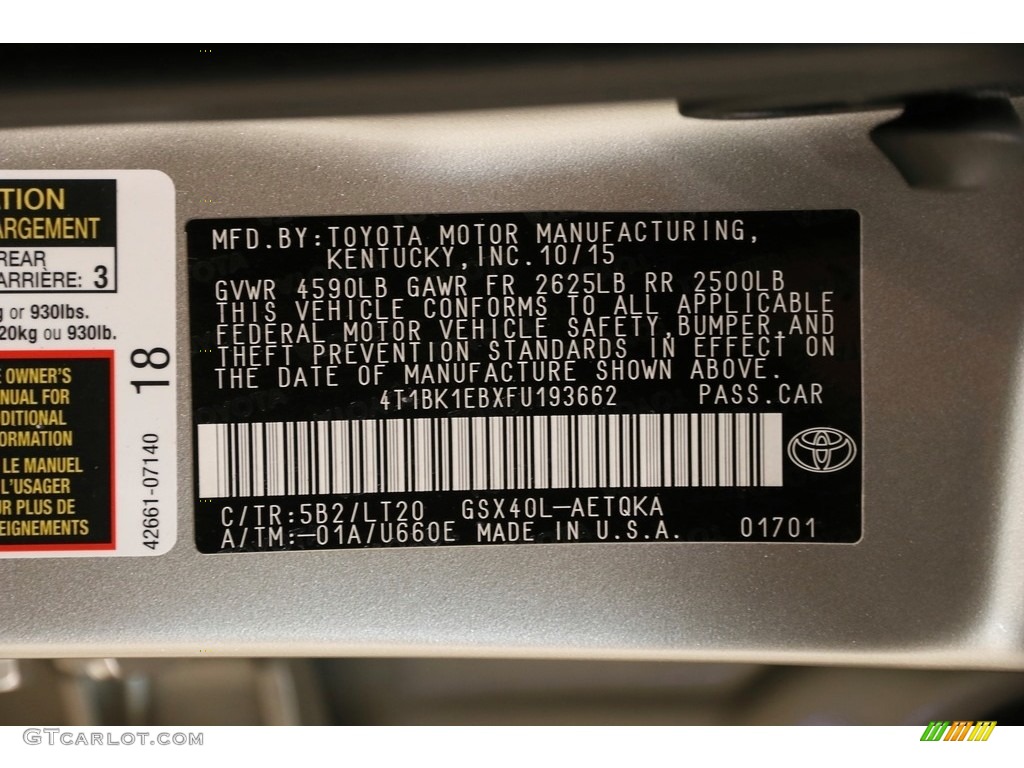 TION
ARGEMENT
REAR
ARRIÈRE: 3
g or 930lbs.
20kg ou 930lb.
E OWNER'S
NUAL FOR
DITIONAL
ORMATION
LE MANUEL
L'USAGER
R PLUS DE
EIGNEMENTS
18
42661-07140
MFD.BY:TOYOTA MOTOR MANUFACTURING,
KENTUCKY,INC.10/15
GVWR 4590LB GAWR FR 2625LB RR 2500LB
THIS VEHICLE CONFORMS TO ALL APPLICABLE
FEDERAL MOTOR VEHICLE SAFETY,BUMPER,AND
THEFT PREVENTION STANDARDS IN EFFECT ON
THE DATE OF MANUFACTURE SHOWN ABOVE.
4T1BK1EBXFU193662 PASS.CAR
C/TR:5B2/LT20 GSX40L-AETQKA
A/TM:-01A/U660E MADE IN U.S.A. 01701
GTCarLot.com